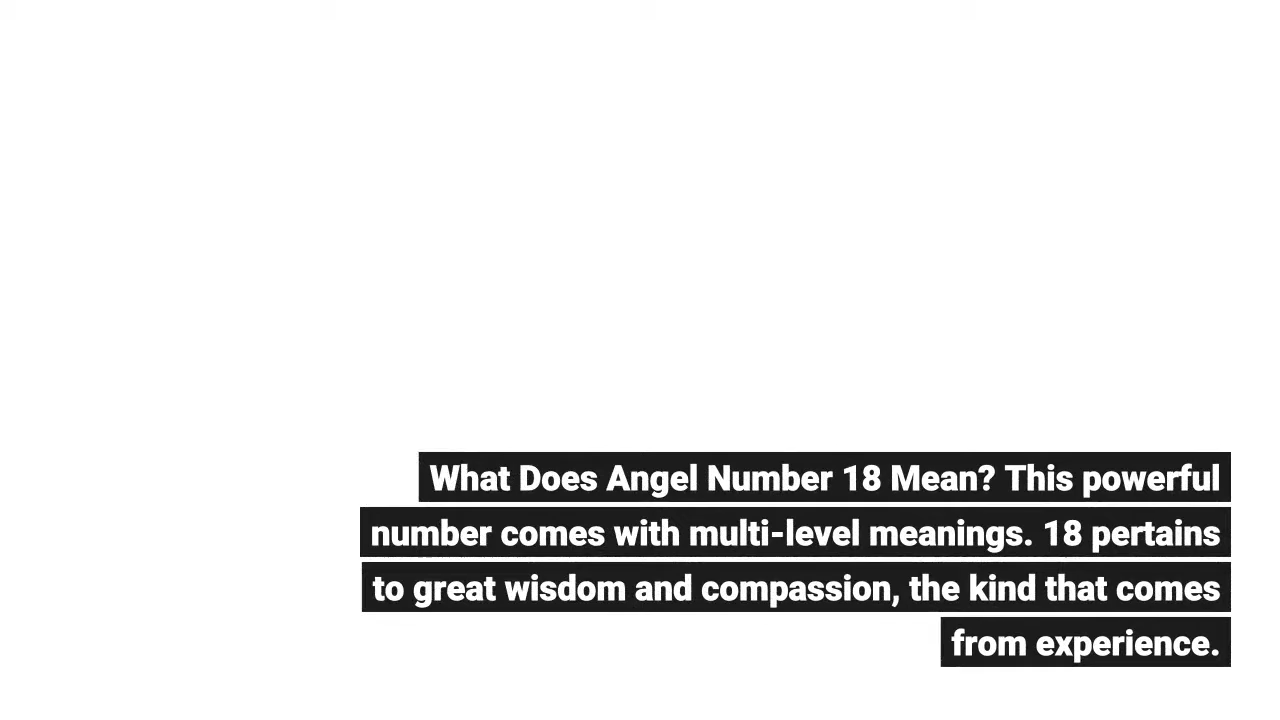 What Does Angel Number 18 Mean? This powerful
number comes with multi-level meanings. 18 pertains
to great wisdom and compassion, the kind that comes
from experience.